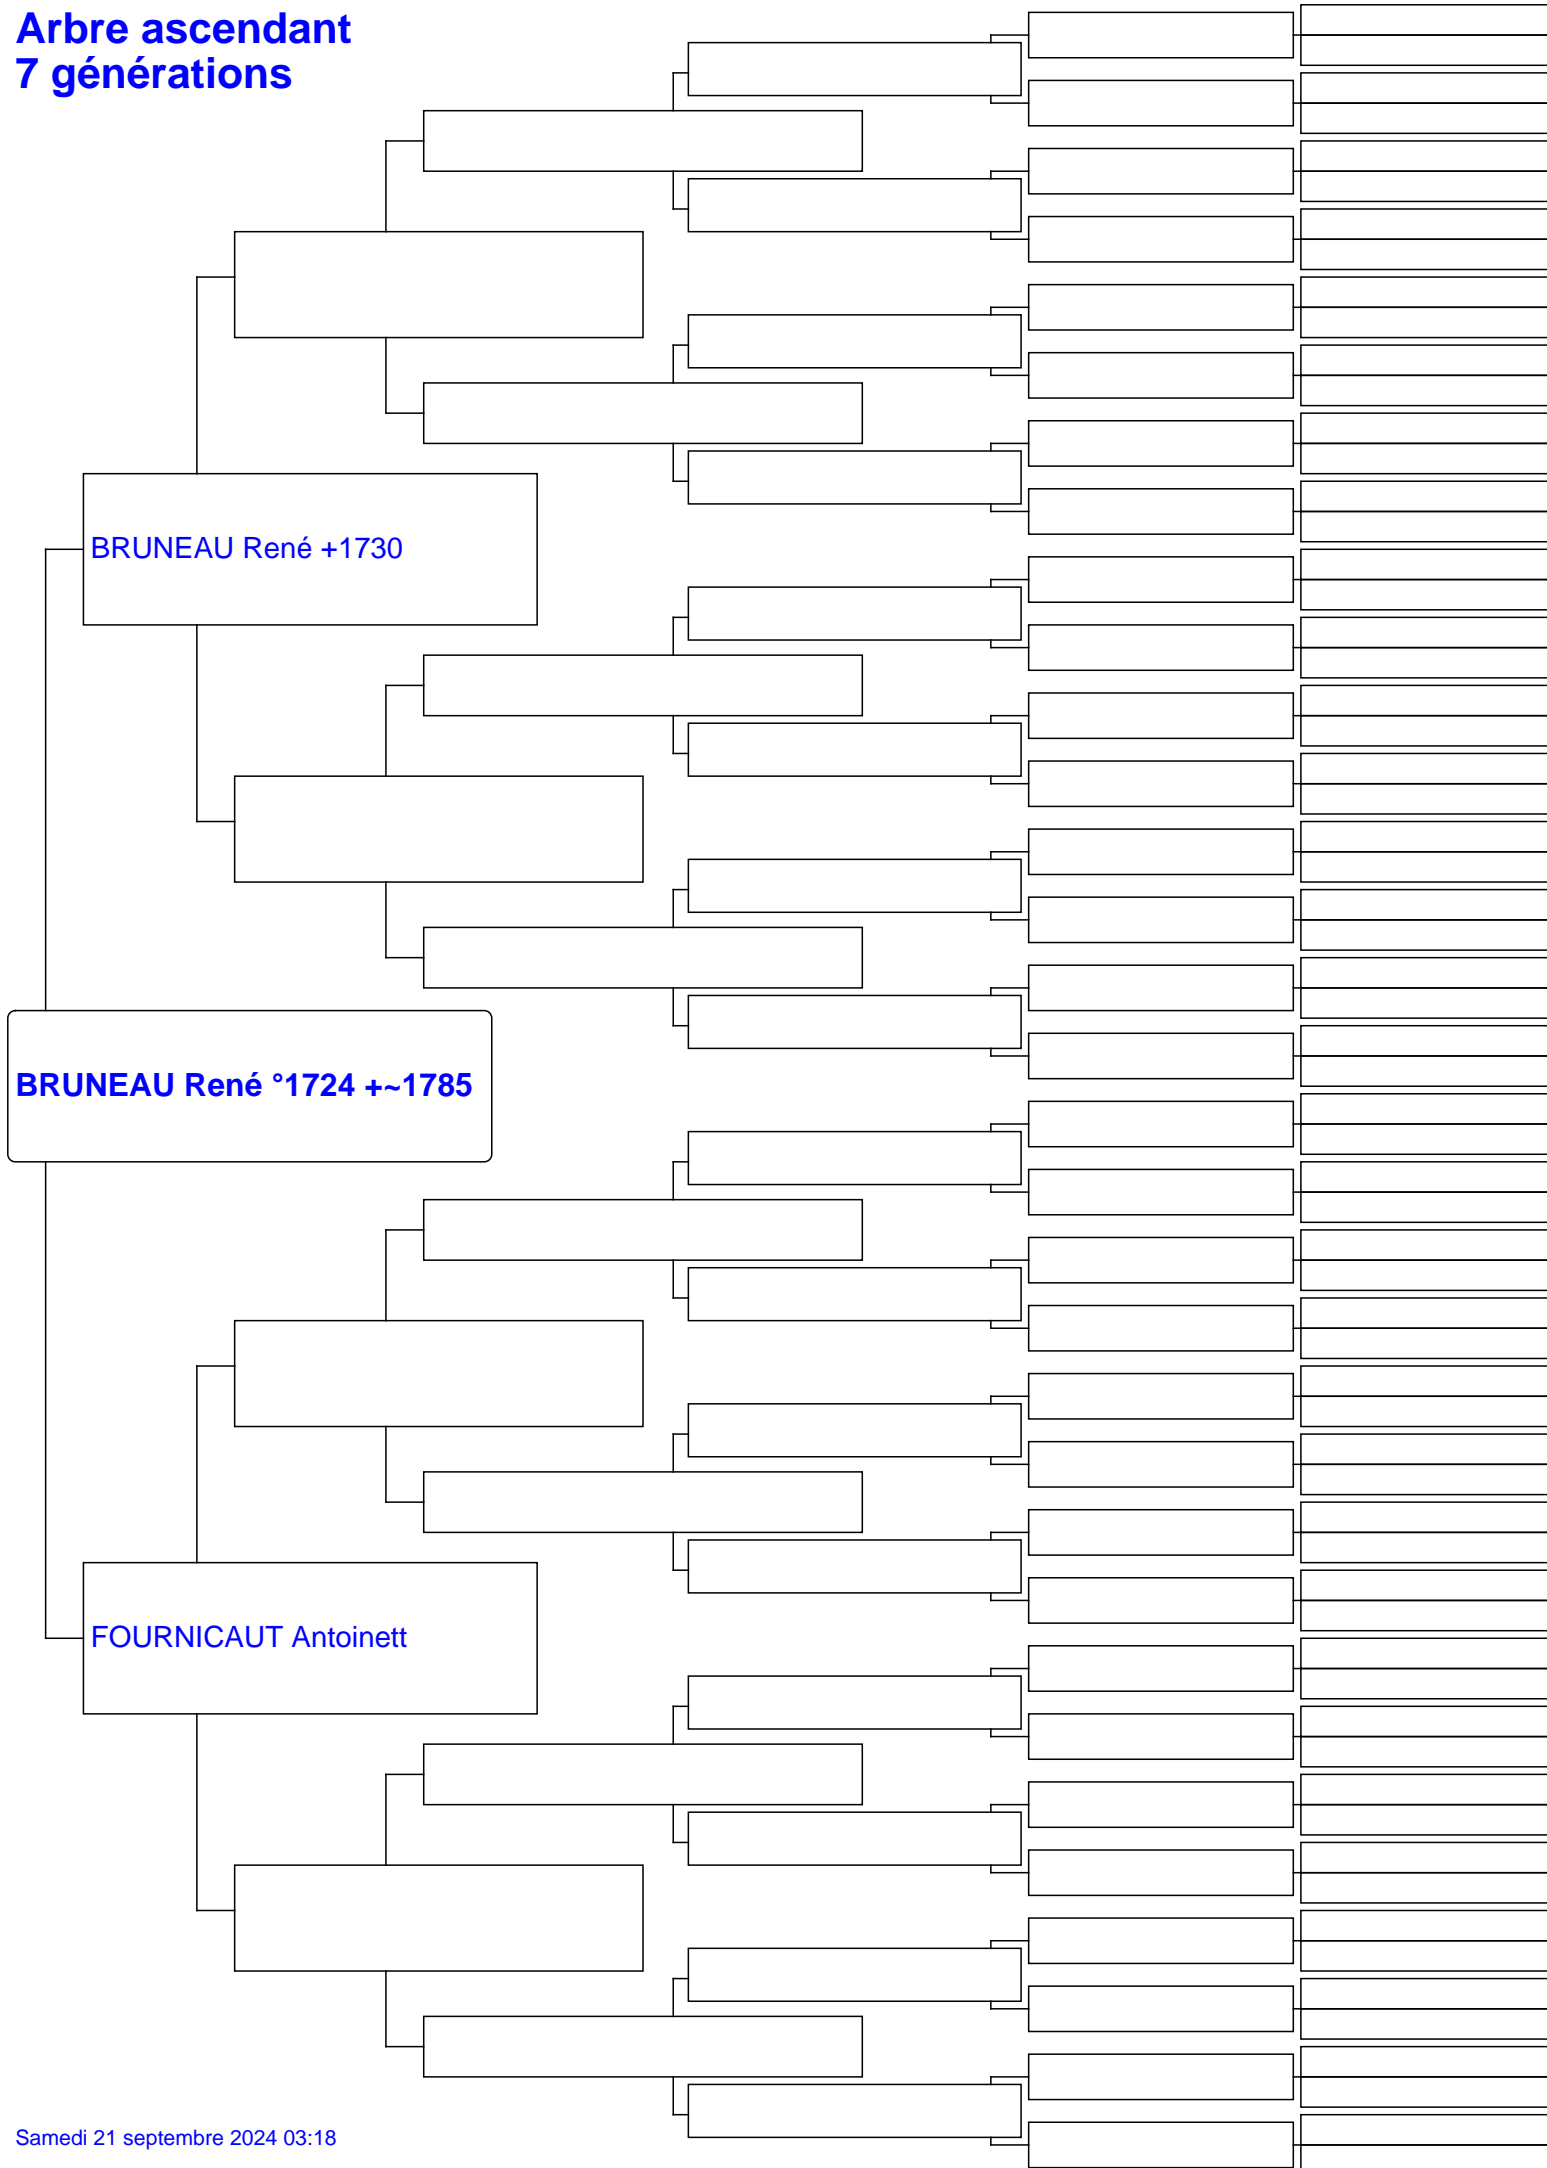 Arbre ascendant
7 générations
BRUNEAU René +1730
BRUNEAU René °1724 +~1785
FOURNICAUT Antoinett
Samedi 21 septembre 2024 03:18